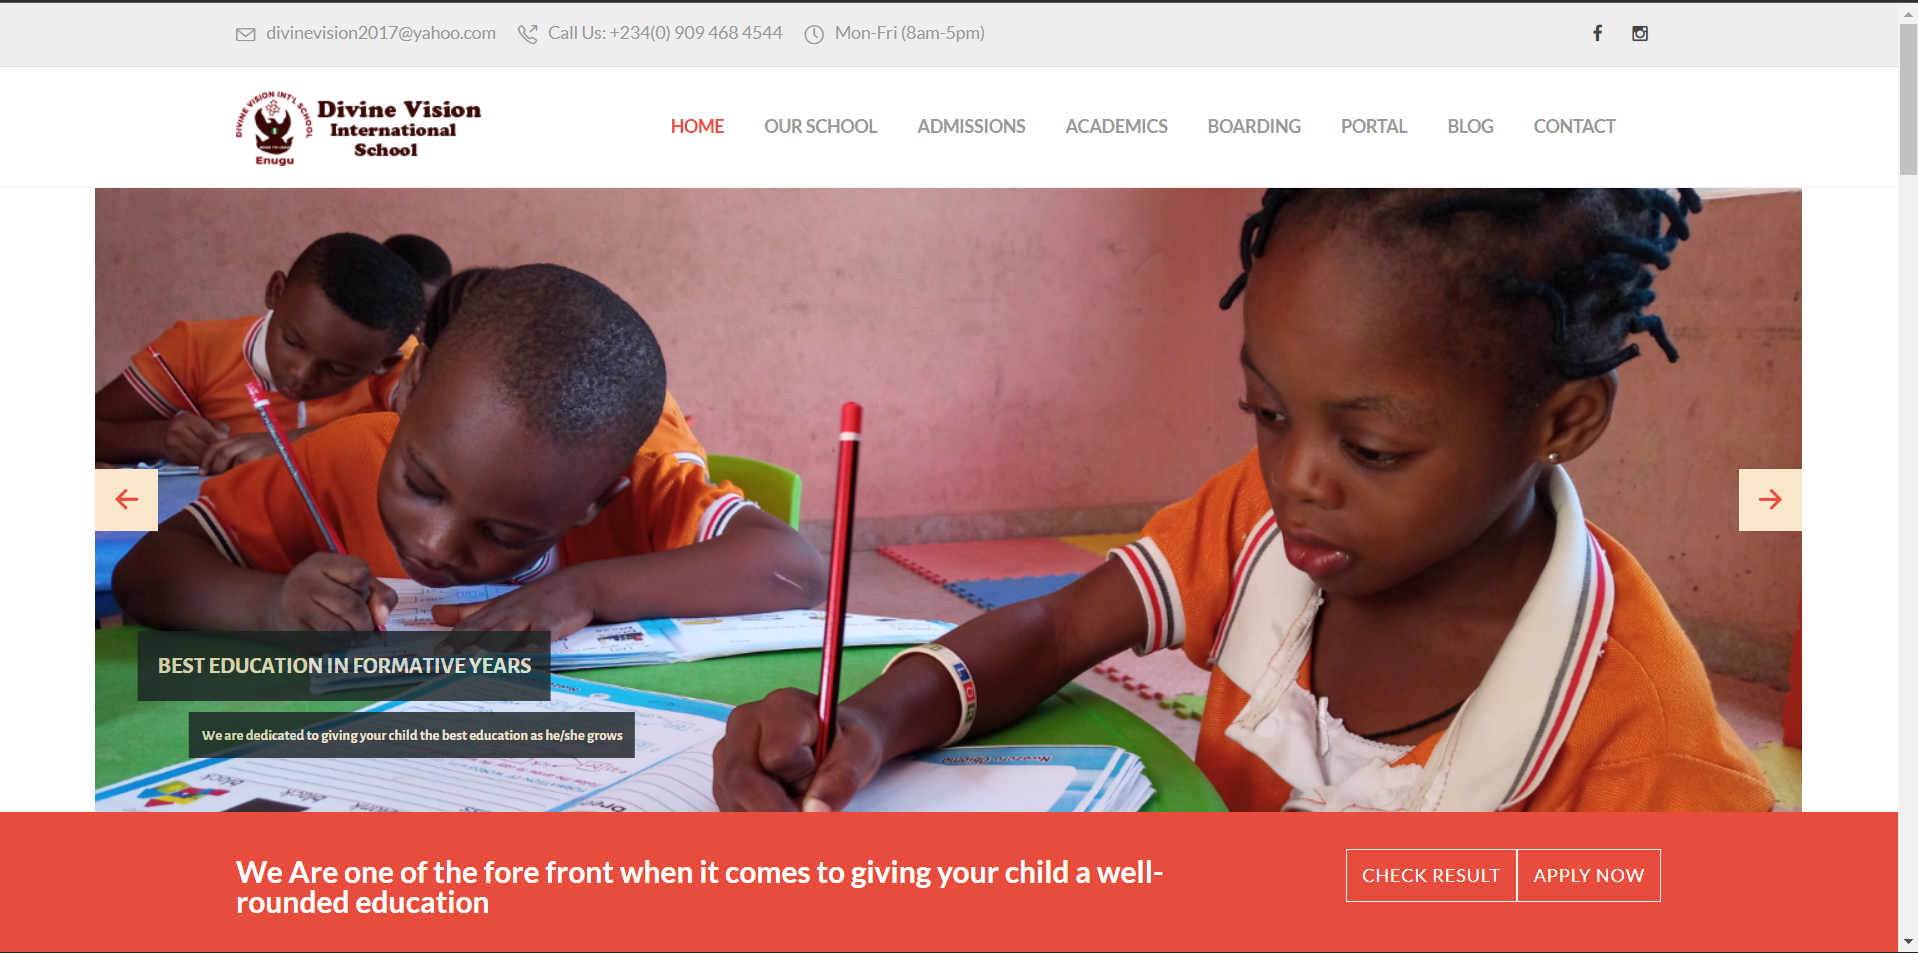 divinevision2017@yahoo.com Call Us: +234(0) 909 468 4544 Mon-Fri (8am-5pm)
DIVINE VISION INT'L SCHOOL
Enugu
Divine Vision
International
School
HOME OUR SCHOOL ADMISSIONS ACADEMICS BOARDING PORTAL BLOG CONTACT
BEST EDUCATION IN FORMATIVE YEARS
We are dedicated to giving your child the best education as he/she grows
block
block
We Are one of the fore front when it comes to giving your child a well-
rounded education
CHECK RESULT APPLY NOW